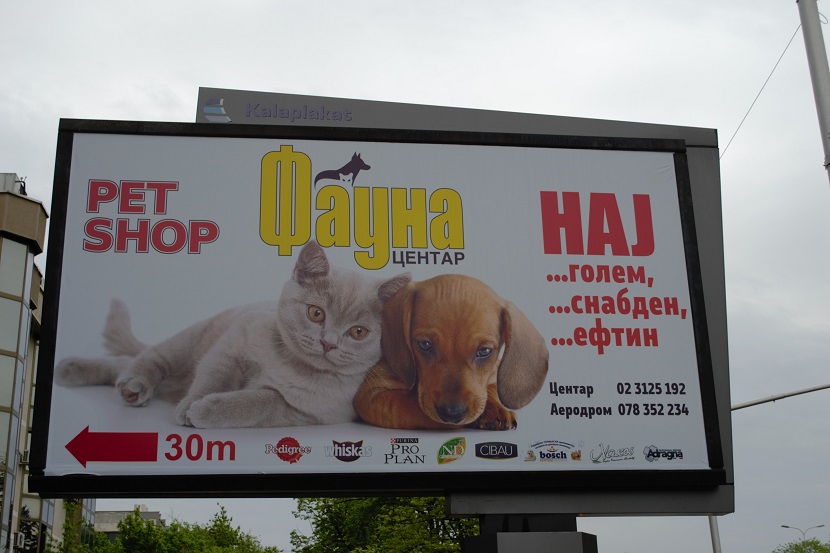 Kalaplakas
PET
SHOP
Фауна
ЦЕНТАР
НАЈ
...голем,
...снабден,
...ефтин
Центар 02 3125 192
Аеродром 078 352 234
30m
Pedigree
whiskas
PURINA
PRO
PLAN
ND
CIBAU
bosch
Adragna